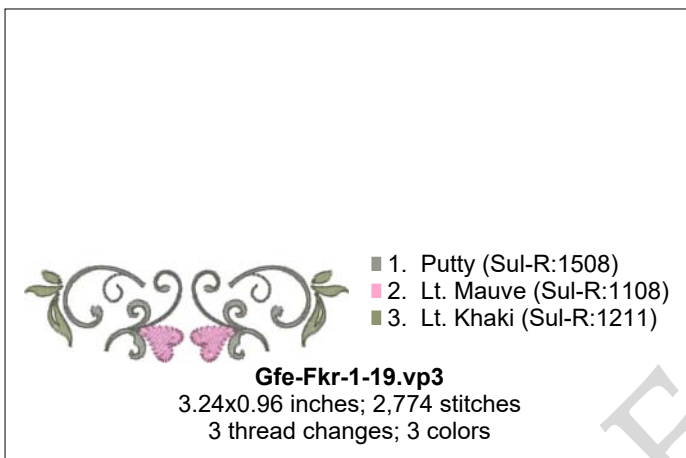 1. Putty (Sul-R:1508)
2. Lt. Mauve (Sul-R:1108)
3. Lt. Khaki (Sul-R:1211)
Gfe-Fkr-1-19.vp3
3.24x0.96 inches; 2,774 stitches
3 thread changes; 3 colors